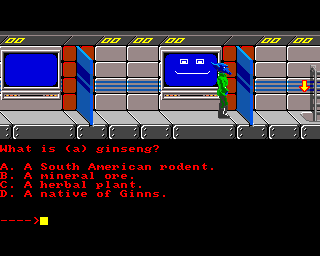 What is (a) ginseng?
A. A South American rodent.
B. A mineral ore.
C. A herbal plant.
D. A native of Ginns.
---->